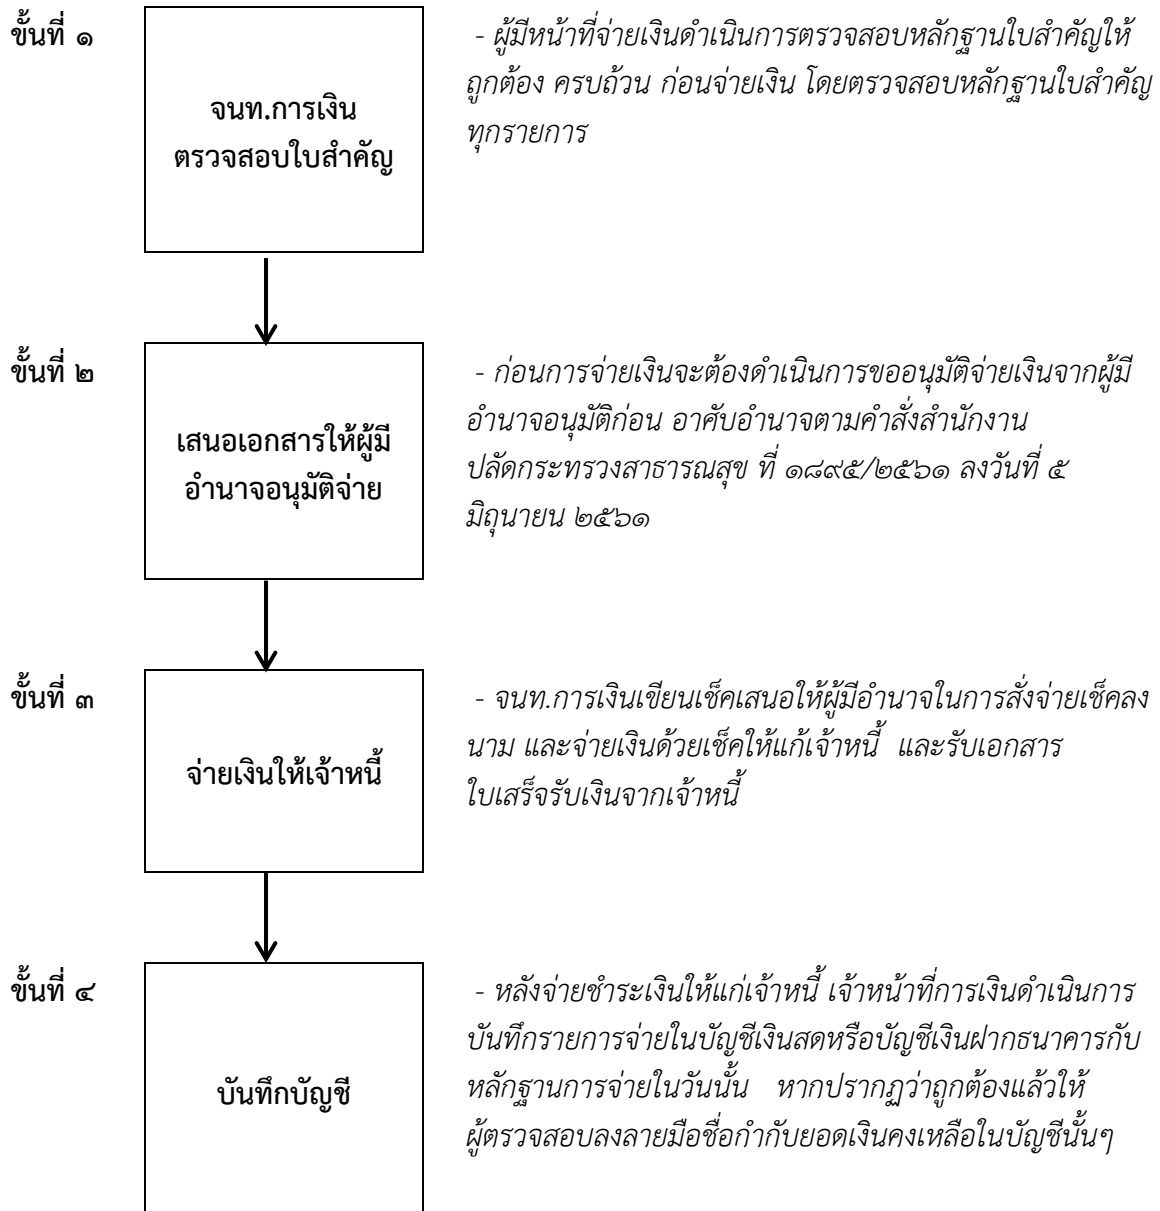 ขั้นที่ ๑
จนท.การเงิน
ตรวจสอบใบสำคัญ
- ผู้มีหน้าที่จ่ายเงินดำเนินการตรวจสอบหลักฐานใบสำคัญให้
ถูกต้อง ครบถ้วน ก่อนจ่ายเงิน โดยตรวจสอบหลักฐานใบสำคัญ
ทุกรายการ
ขั้นที่ ๒
เสนอเอกสารให้ผู้มี
อำนาจอนุมัติจ่าย
- ก่อนการจ่ายเงินจะต้องดำเนินการขออนุมัติจ่ายเงินจากผู้มี
อำนาจอนุมัติก่อน อาศับอำนาจตามคำสั่งสำนักงาน
ปลัดกระทรวงสาธารณสุข ที่ ๑๘๙๕/๒๕๖๑ ลงวันที่ ๕
มิถุนายน ๒๕๖๑
ขั้นที่ ๓
จ่ายเงินให้เจ้าหนี้
- จนท.การเงินเขียนเช็คเสนอให้ผู้มีอำนาจในการสั่งจ่ายเช็คลง
นาม และจ่ายเงินด้วยเช็คให้แก้เจ้าหนี้ และรับเอกสาร
ใบเสร็จรับเงินจากเจ้าหนี้
ขั้นที่ ๔
บันทึกบัญชี
- หลังจ่ายชำระเงินให้แก่เจ้าหนี้ เจ้าหน้าที่การเงินดำเนินการ
บันทึกรายการจ่ายในบัญชีเงินสดหรือบัญชีเงินฝากธนาคารกับ
หลักฐานการจ่ายในวันนั้น หากปรากฏว่าถูกต้องแล้วให้
ผู้ตรวจสอบลงลายมือชื่อกำกับยอดเงินคงเหลือในบัญชีนั้นๆ